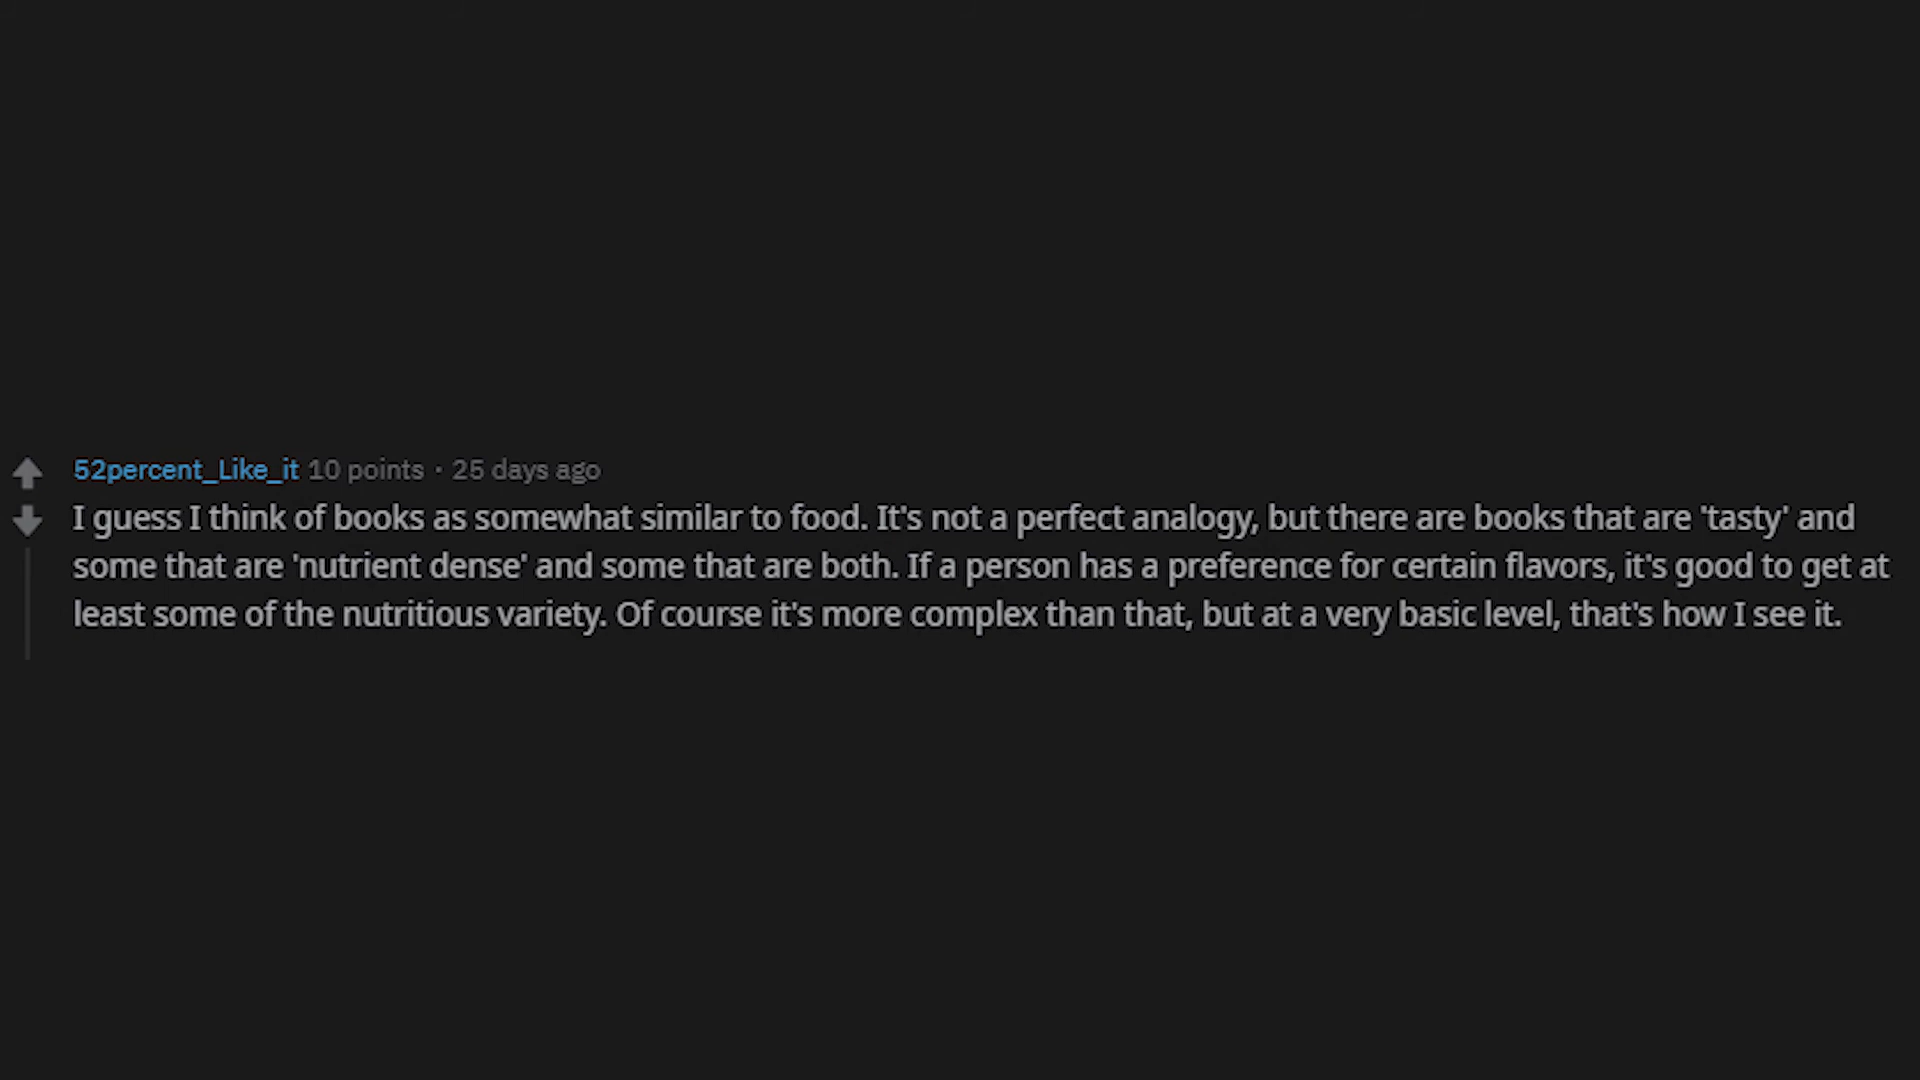 52percent_Like_it 10 points · 25 days ago
I guess I think of books as somewhat similar to food. It's not a perfect analogy, but there are books that are 'tasty' and
some that are 'nutrient dense' and some that are both. If a person has a preference for certain flavors, it's good to get at
least some of the nutritious variety. Of course it's more complex than that, but at a very basic level, that's how I see it.